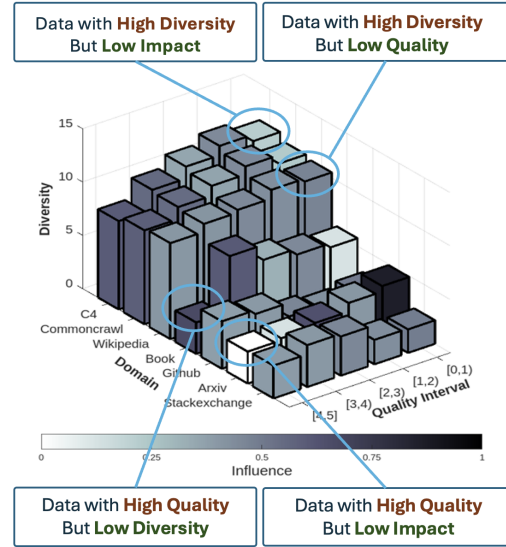 Data with High Diversity
But Low Impact
Data with High Diversity
But Low Quality
15
10
5
0
Diversity
C4
Commoncrawl
Wikipedia
Book
Github
Arxiv
Stackexchange
Domain
[4,5]
[3,4)
[2,3)
[1,2)
[0,1)
Quality Interval
0
0.25
0.5
0.75
1
Influence
Data with High Quality
But Low Diversity
Data with High Quality
But Low Impact